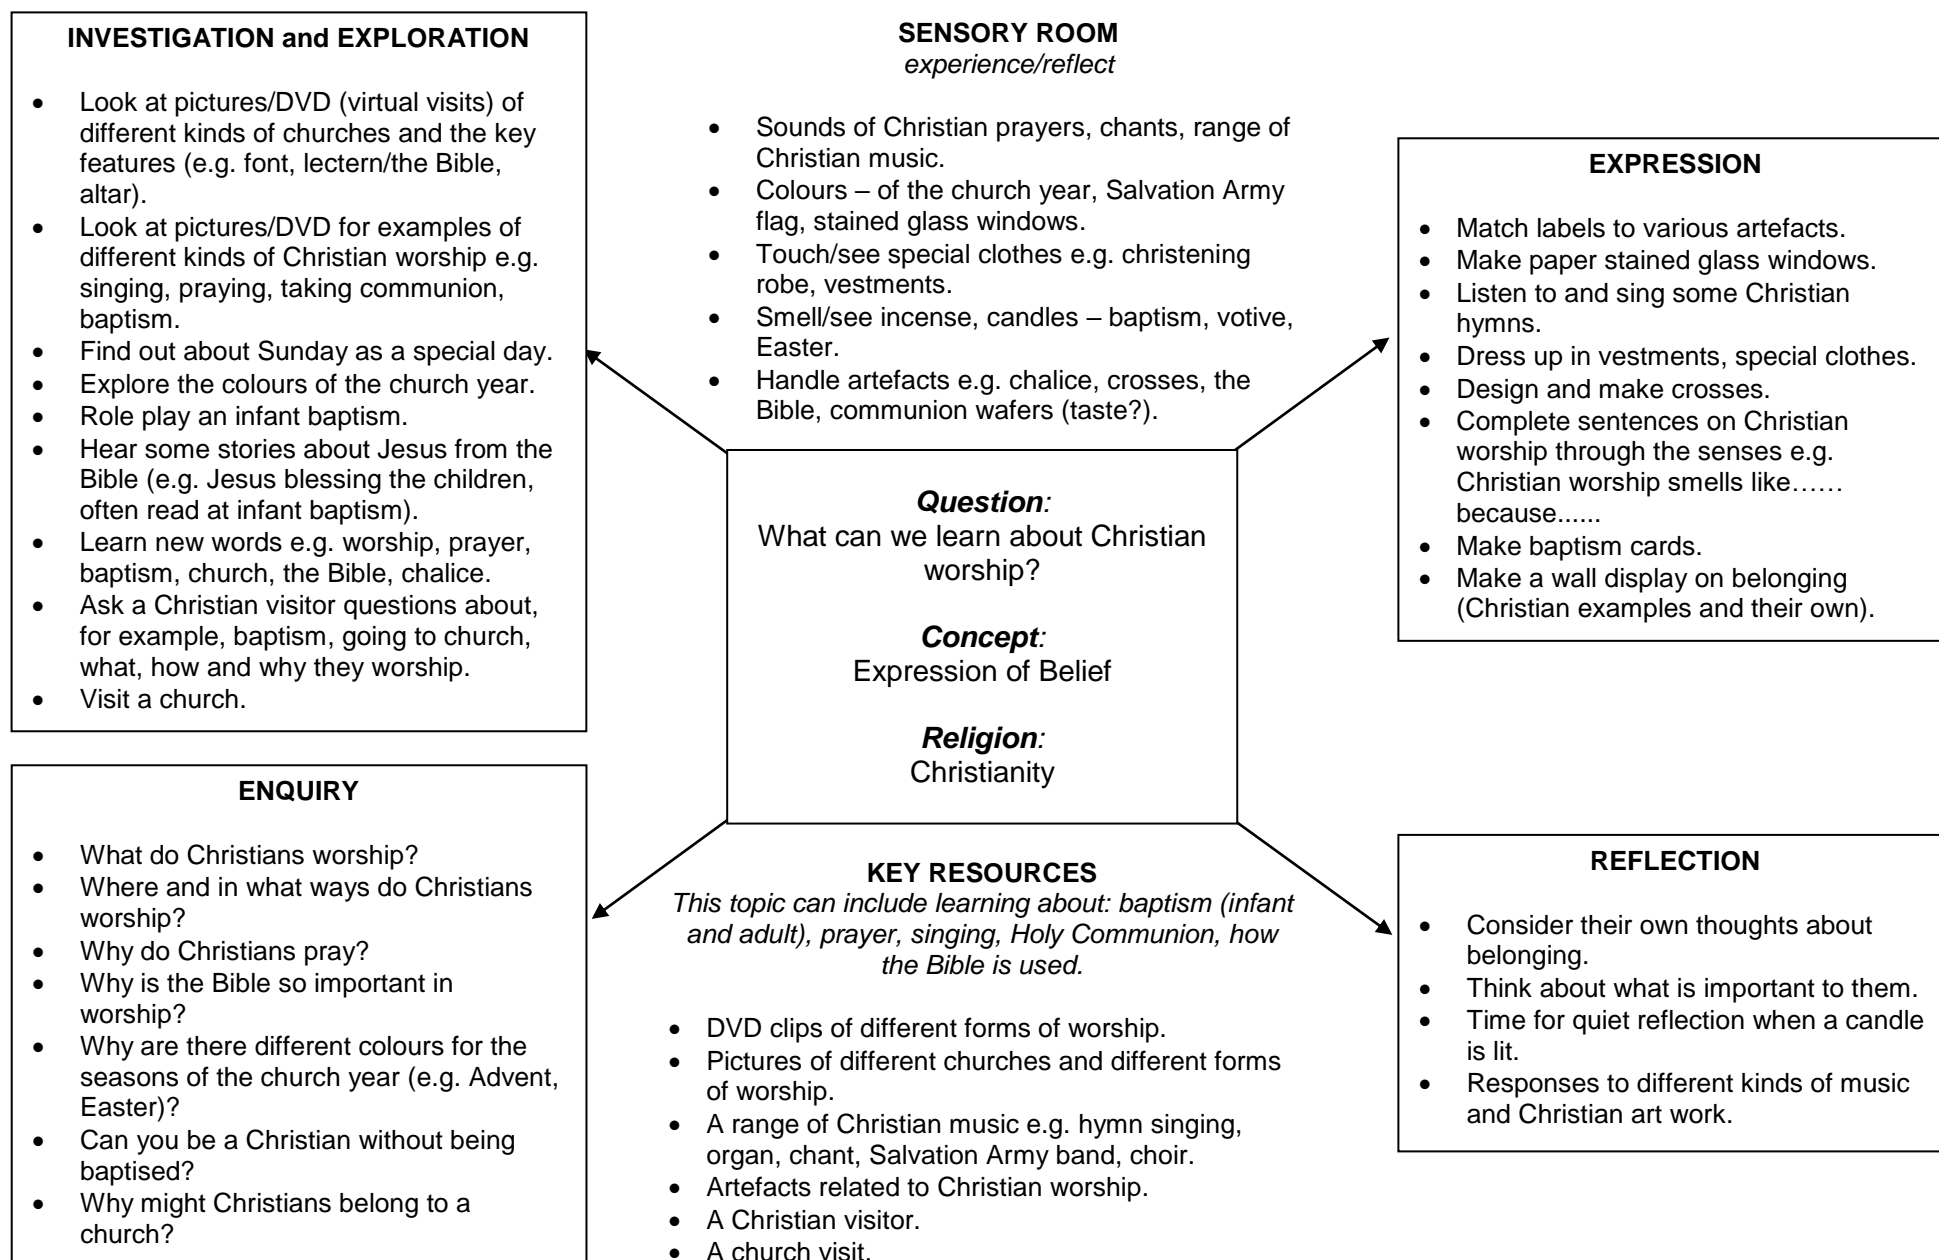 INVESTIGATION and EXPLORATION
• Look at pictures/DVD (virtual visits) of
different kinds of churches and the key
features (e.g. font, lectern/the Bible,
altar).
• Look at pictures/DVD for examples of
different kinds of Christian worship e.g.
singing, praying, taking communion,
baptism.
• Find out about Sunday as a special day.
• Explore the colours of the church year.
• Role play an infant baptism.
• Hear some stories about Jesus from the
Bible (e.g. Jesus blessing the children,
often read at infant baptism).
• Learn new words e.g. worship, prayer,
baptism, church, the Bible, chalice.
• Ask a Christian visitor questions about,
for example, baptism, going to church,
what, how and why they worship.
• Visit a church.
SENSORY ROOM
experience/reflect
• Sounds of Christian prayers, chants, range of
Christian music.
• Colours – of the church year, Salvation Army
flag, stained glass windows.
• Touch/see special clothes e.g. christening
robe, vestments.
• Smell/see incense, candles – baptism, votive,
Easter.
• Handle artefacts e.g. chalice, crosses, the
Bible, communion wafers (taste?).
EXPRESSION
• Match labels to various artefacts.
• Make paper stained glass windows.
• Listen to and sing some Christian
hymns.
• Dress up in vestments, special clothes.
• Design and make crosses.
• Complete sentences on Christian
worship through the senses e.g.
Christian worship smells like……
because......
• Make baptism cards.
• Make a wall display on belonging
(Christian examples and their own).
Question:
What can we learn about Christian
worship?
Concept:
Expression of Belief
Religion:
Christianity
ENQUIRY
• What do Christians worship?
• Where and in what ways do Christians
worship?
• Why do Christians pray?
• Why is the Bible so important in
worship?
• Why are there different colours for the
seasons of the church year (e.g. Advent,
Easter)?
• Can you be a Christian without being
baptised?
• Why might Christians belong to a
church?
KEY RESOURCES
This topic can include learning about: baptism (infant
and adult), prayer, singing, Holy Communion, how
the Bible is used.
• DVD clips of different forms of worship.
• Pictures of different churches and different forms
of worship.
• A range of Christian music e.g. hymn singing,
organ, chant, Salvation Army band, choir.
• Artefacts related to Christian worship.
• A Christian visitor.
• A church visit.
REFLECTION
• Consider their own thoughts about
belonging.
• Think about what is important to them.
• Time for quiet reflection when a candle
is lit.
• Responses to different kinds of music
and Christian art work.